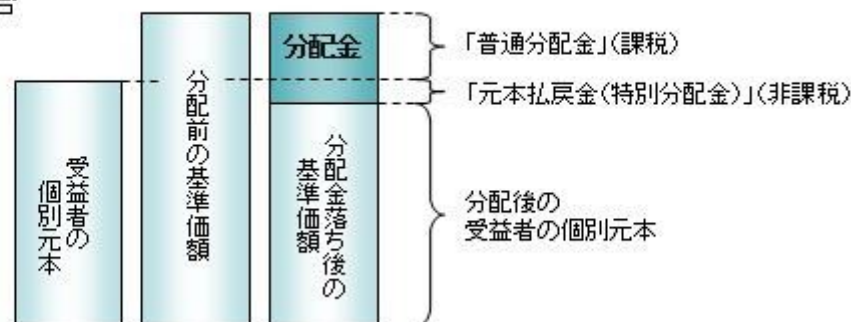 分配金
「普通分配金」(課税)
「元本払戻金(特別分配金)」(非課税)
受益者の
個別元本
分配前の基準価額
分配金落ち後の
基準価額
分配後の
受益者の個別元本